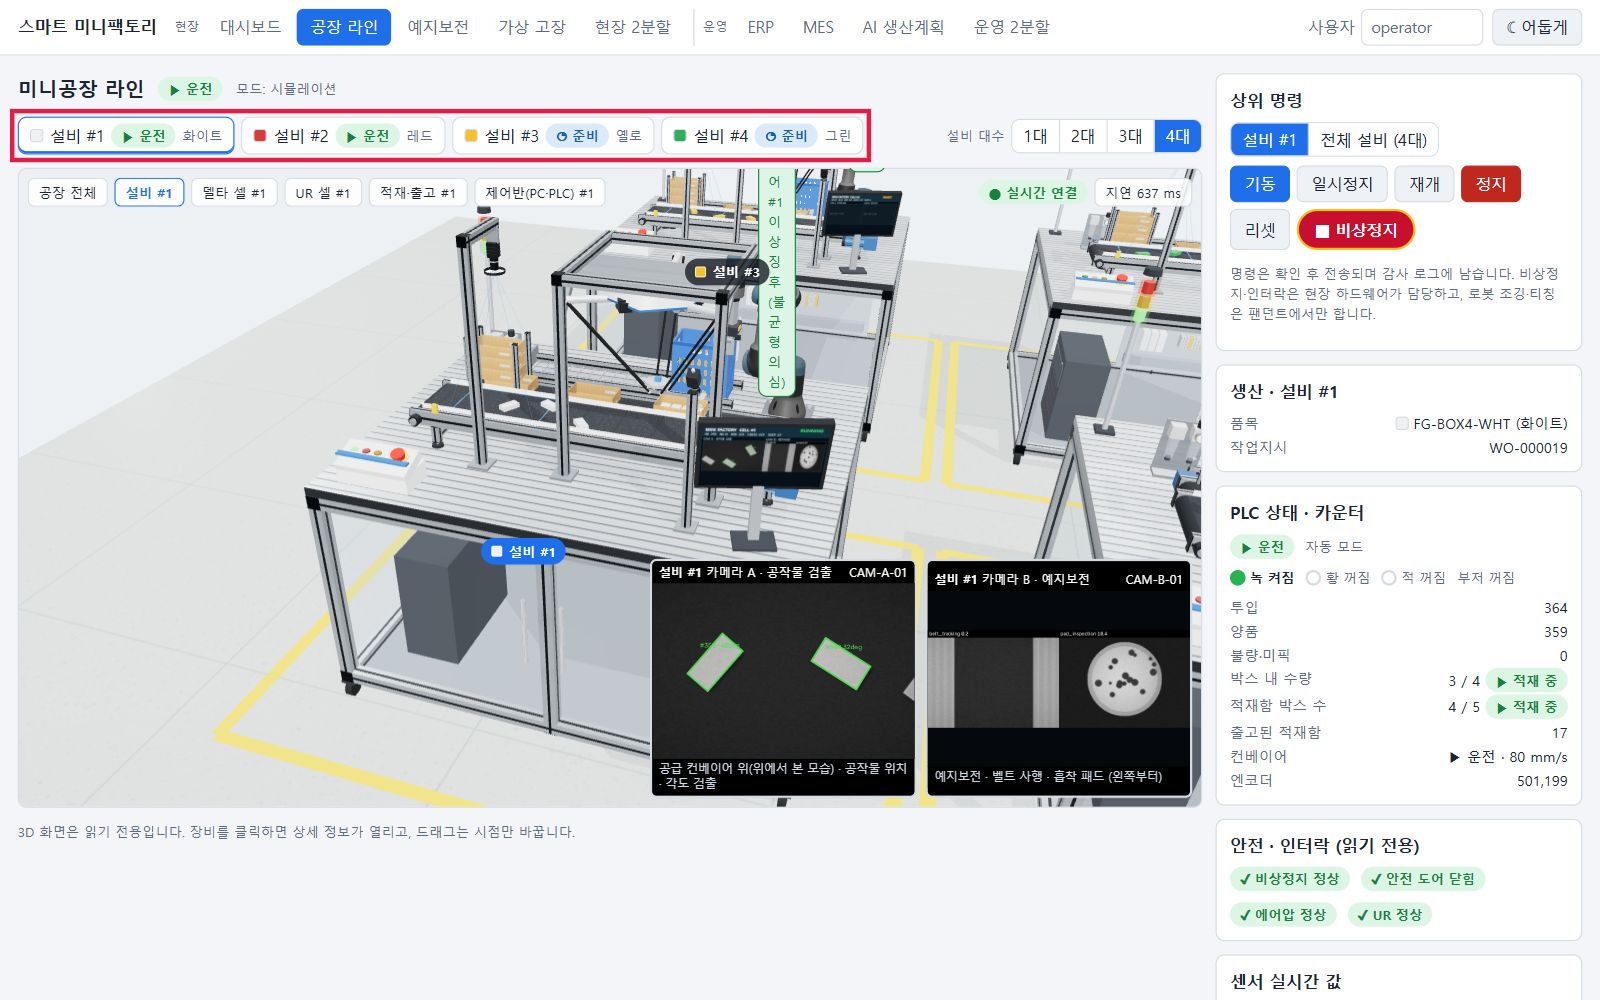 스마트 미니팩토리 현장 대시보드 공장 라인 예지보전 가상 고장 현장 2분할 운영 ERP MES AI 생산계획 운영 2분할 사용자 operator ☾ 어둡게
미니공장 라인 ▶ 운전 모드: 시뮬레이션
설비 #1 ▶ 운전 화이트 설비 #2 ▶ 운전 레드 설비 #3 준비 옐로 설비 #4 준비 그린 설비 대수 1대 2대 3대 4대
공장 전체 설비 #1 델타 셀 #1 UR 셀 #1 적재·출고 #1 제어반(PC·PLC) #1 ● 실시간 연결 지연 637 ms
어
#1
이
상
징
후
(불
균
형
의
심)
설비 #3
설비 #1
설비 #1 카메라 A · 공작물 검출 CAM-A-01
공급 컨베이어 위(위에서 본 모습) · 공작물 위치
· 각도 검출
설비 #1 카메라 B · 예지보전 CAM-B-01
예지보전 · 벨트 사행 · 흡착 패드 (왼쪽부터)
3D 화면은 읽기 전용입니다. 장비를 클릭하면 상세 정보가 열리고, 드래그는 시점만 바꿉니다.
상위 명령
설비 #1 전체 설비 (4대)
기동 일시정지 재개 정지
리셋 ■ 비상정지
명령은 확인 후 전송되며 감사 로그에 남습니다. 비상정
지·인터락은 현장 하드웨어가 담당하고, 로봇 조깅·티칭
은 팬던트에서만 합니다.
생산 · 설비 #1
품목 FG-BOX4-WHT (화이트)
작업지시 WO-000019
PLC 상태 · 카운터
▶ 운전 자동 모드
녹 켜짐 황 꺼짐 적 꺼짐 부저 꺼짐
투입 364
양품 359
불량·미픽 0
박스 내 수량 3 / 4 ▶ 적재 중
적재함 박스 수 4 / 5 ▶ 적재 중
출고된 적재함 17
컨베이어 ▶ 운전 · 80 mm/s
엔코더 501,199
안전 · 인터락 (읽기 전용)
✓ 비상정지 정상 ✓ 안전 도어 닫힘
✓ 에어압 정상 ✓ UR 정상
센서 실시간 값